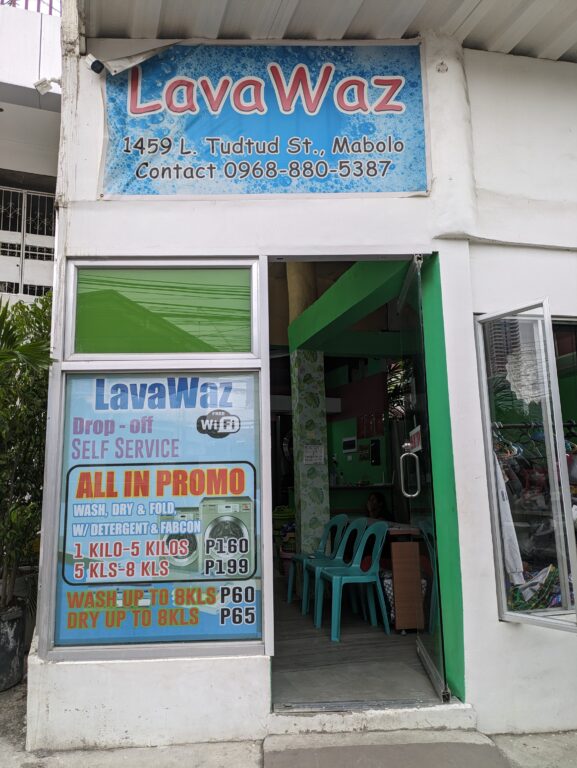 LavaWaz
1459 L. Tudtud St., Mabolo
Contact 0968-880-5387
LavaWaz
FREE
Wi Fi
Drop - off
SELF SERVICE
ALL IN PROMO
WASH, DRY & FOLD
W/ DETERGENT & FABCON
1 KILO-5 KILOS P160
5 KLS-8 KLS P199
WASH UP TO 8KLS P60
DRY UP TO 8KLS P65